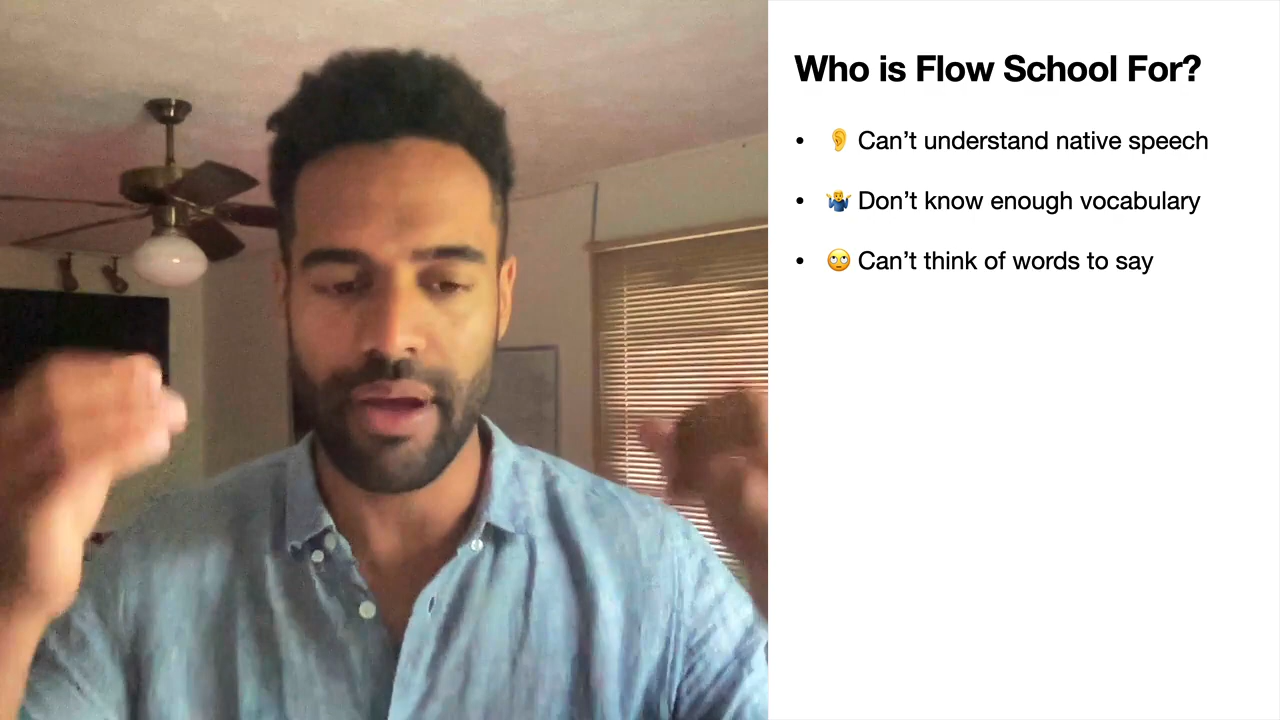 Who is Flow School For?
• 👂 Can’t understand native speech
• 🤷‍♂️ Don’t know enough vocabulary
• 🙄 Can’t think of words to say